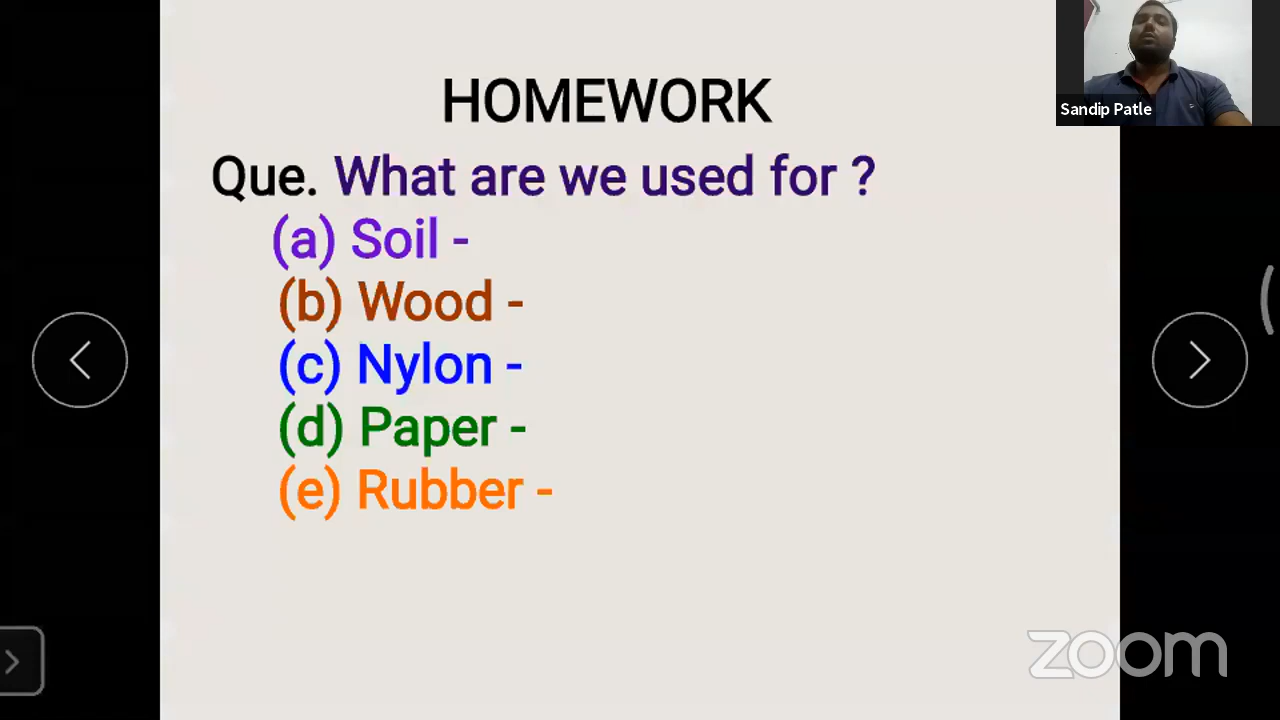 HOMEWORK
Que. What are we used for ?
(a) Soil -
(b) Wood -
(c) Nylon -
(d) Paper -
(e) Rubber -
Sandip Patle
zoom